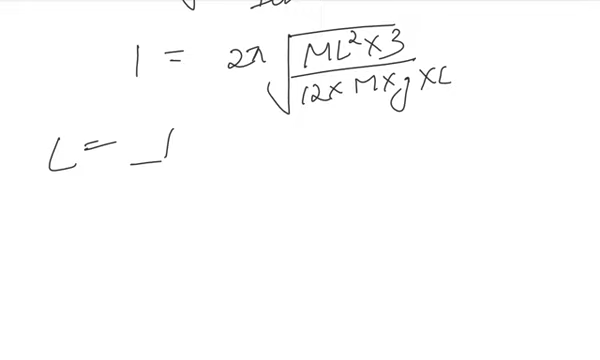 1 = 2π √(ML²×3 / 12×M×g×L)
L =